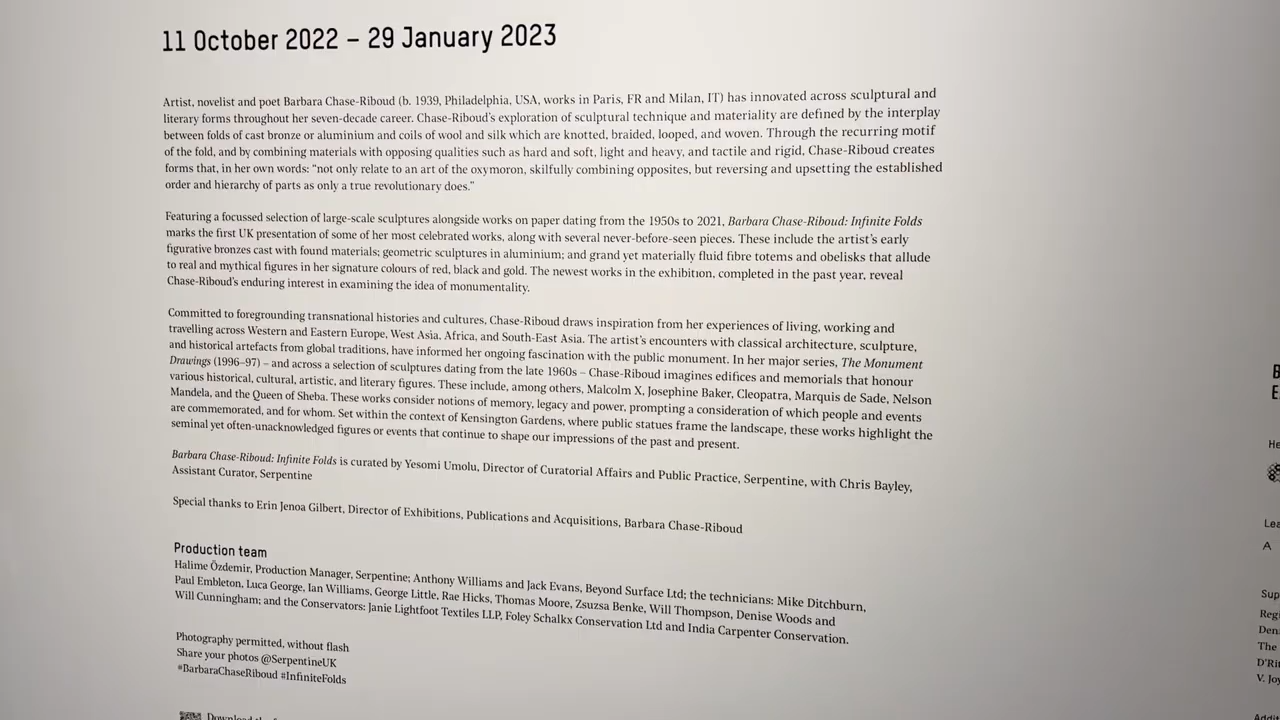 11 October 2022 – 29 January 2023
Artist, novelist and poet Barbara Chase-Riboud (b. 1939, Philadelphia, USA, works in Paris, FR and Milan, IT) has innovated across sculptural and
literary forms throughout her seven-decade career. Chase-Riboud's exploration of sculptural technique and materiality are defined by the interplay
between folds of cast bronze or aluminium and coils of wool and silk which are knotted, braided, looped, and woven. Through the recurring motif
of the fold, and by combining materials with opposing qualities such as hard and soft, light and heavy, and tactile and rigid, Chase-Riboud creates
forms that, in her own words: “not only relate to an art of the oxymoron, skilfully combining opposites, but reversing and upsetting the established
order and hierarchy of parts as only a true revolutionary does.”
Featuring a focussed selection of large-scale sculptures alongside works on paper dating from the 1950s to 2021, Barbara Chase-Riboud: Infinite Folds
marks the first UK presentation of some of her most celebrated works, along with several never-before-seen pieces. These include the artist's early
figurative bronzes cast with found materials; geometric sculptures in aluminium; and grand yet materially fluid fibre totems and obelisks that allude
to real and mythical figures in her signature colours of red, black and gold. The newest works in the exhibition, completed in the past year, reveal
Chase-Riboud's enduring interest in examining the idea of monumentality.
Committed to foregrounding transnational histories and cultures, Chase-Riboud draws inspiration from her experiences of living, working and
travelling across Western and Eastern Europe, West Asia, Africa, and South-East Asia. The artist's encounters with classical architecture, sculpture,
and historical artefacts from global traditions, have informed her ongoing fascination with the public monument. In her major series, The Monument
Drawings (1996–97) – and across a selection of sculptures dating from the late 1960s – Chase-Riboud imagines edifices and memorials that honour
various historical, cultural, artistic, and literary figures. These include, among others, Malcolm X, Josephine Baker, Cleopatra, Marquis de Sade, Nelson
Mandela, and the Queen of Sheba. These works consider notions of memory, legacy and power, prompting a consideration of which people and events
are commemorated, and for whom. Set within the context of Kensington Gardens, where public statues frame the landscape, these works highlight the
seminal yet often-unacknowledged figures or events that continue to shape our impressions of the past and present.
Barbara Chase-Riboud: Infinite Folds is curated by Yesomi Umolu, Director of Curatorial Affairs and Public Practice, Serpentine, with Chris Bayley,
Assistant Curator, Serpentine
Special thanks to Erin Jenoa Gilbert, Director of Exhibitions, Publications and Acquisitions, Barbara Chase-Riboud
Production team
Halime Özdemir, Production Manager, Serpentine; Anthony Williams and Jack Evans, Beyond Surface Ltd; the technicians: Mike Ditchburn,
Paul Embleton, Luca George, Ian Williams, George Little, Rae Hicks, Thomas Moore, Zsuzsa Benke, Will Thompson, Denise Woods and
Will Cunningham; and the Conservators: Janie Lightfoot Textiles LLP, Foley Schalkx Conservation Ltd and India Carpenter Conservation.
Photography permitted, without flash
Share your photos @SerpentineUK
#BarbaraChaseRiboud #InfiniteFolds
Download the
A
The
V. Joy